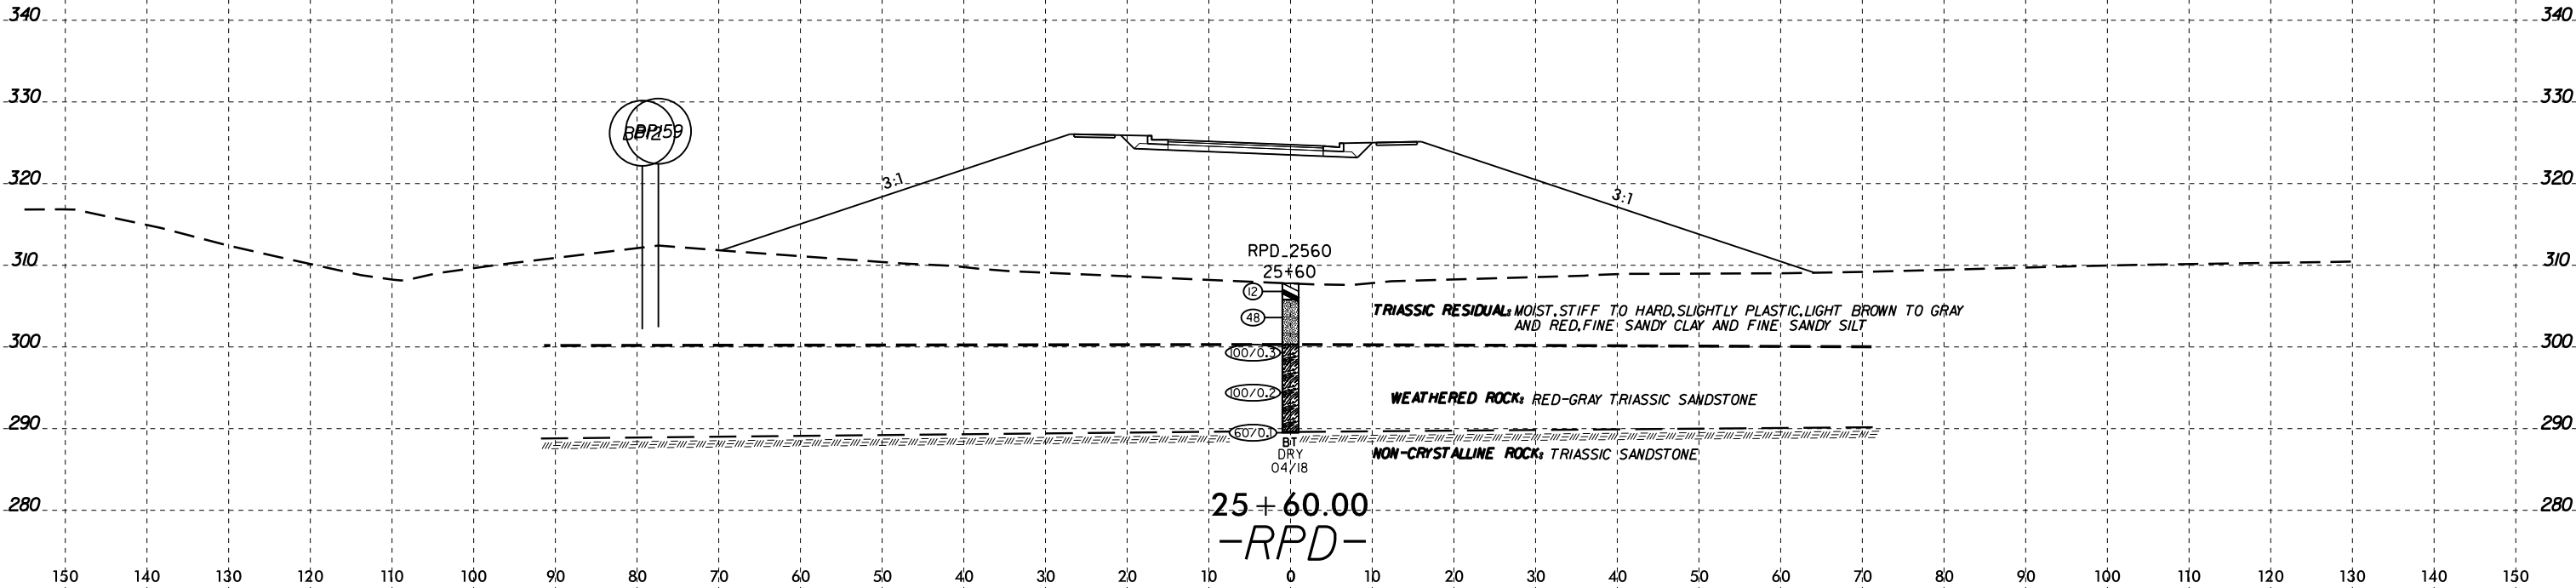 340 340
330 330
BP12 BP159
320 320
3:1 3:1
RPD_2560
310 310
25+60
12
TRIASSIC RESIDUAL: MOIST, STIFF TO HARD, SLIGHTLY PLASTIC, LIGHT BROWN TO GRAY
48
AND RED, FINE SANDY CLAY AND FINE SANDY SILT
300 300
100/0.3
100/0.2
WEATHERED ROCK: RED-GRAY TRIASSIC SANDSTONE
290 290
60/0.1
BT
DRY
NON-CRYSTALLINE ROCK: TRIASSIC SANDSTONE
04/18
280 280
25+60.00
-RPD-
150 140 130 120 110 100 90 80 70 60 50 40 30 20 10 0 10 20 30 40 50 60 70 80 90 100 110 120 130 140 150